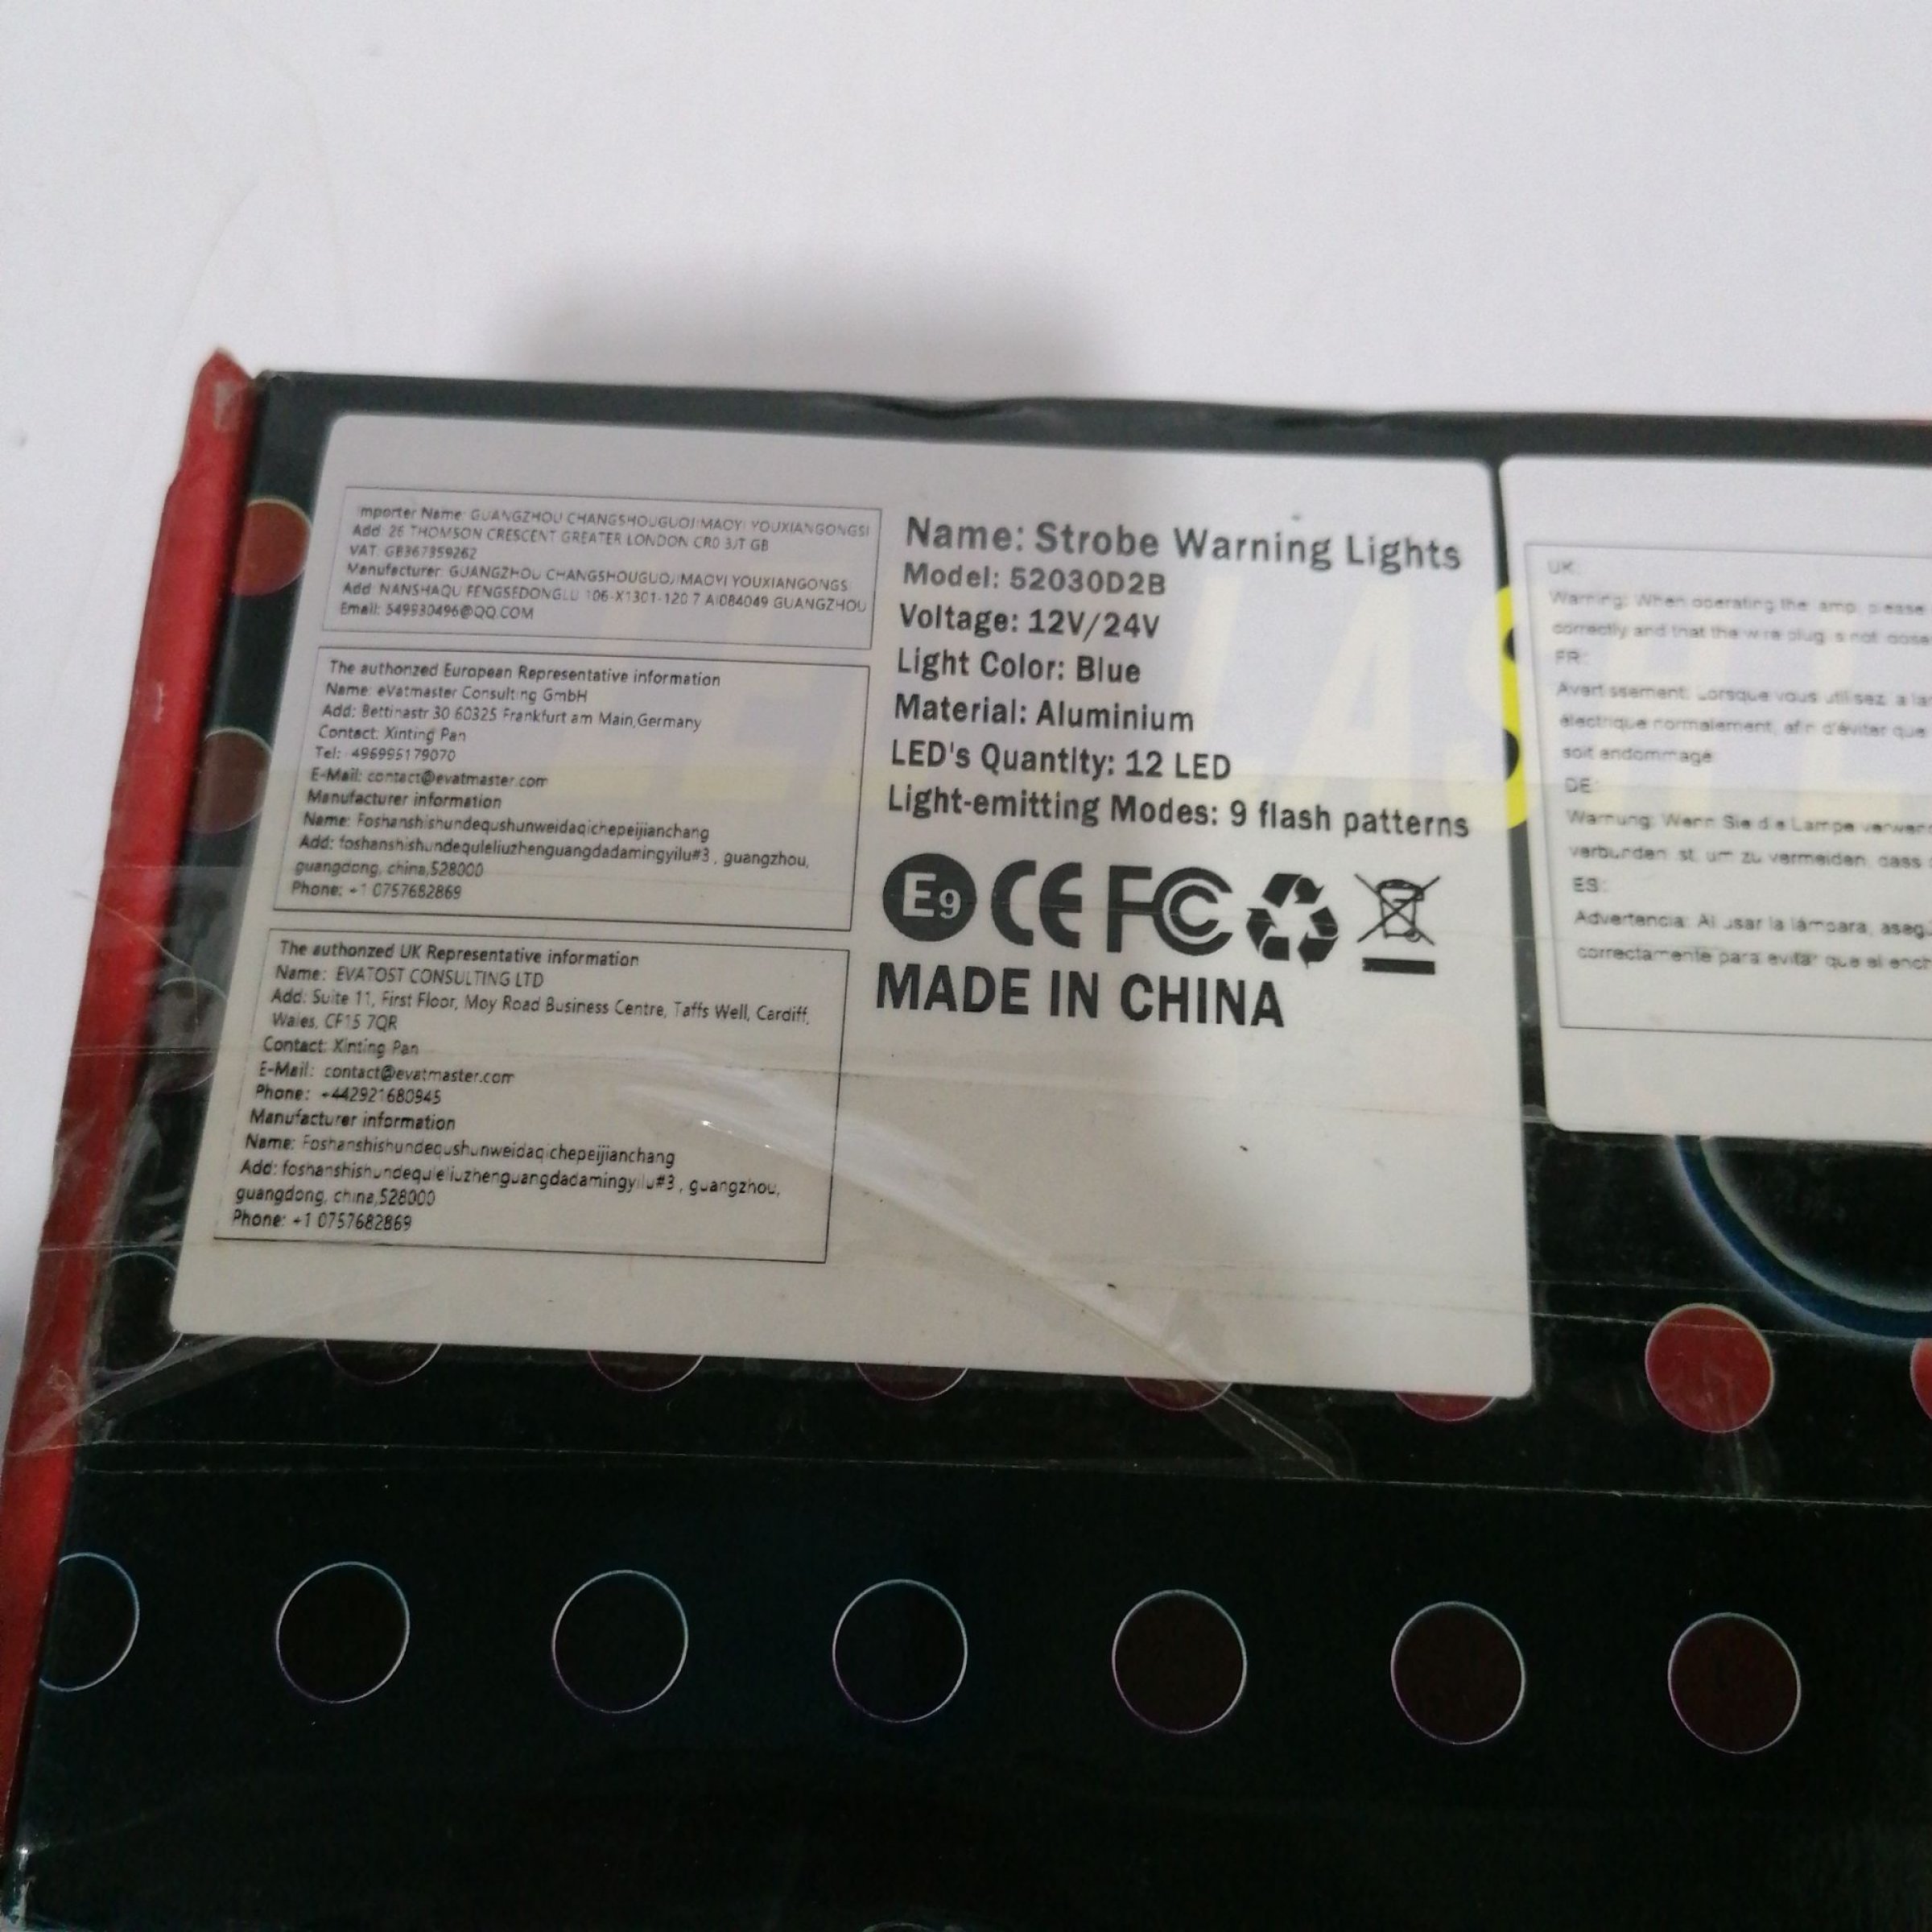 Importer Name: GUANGZHOU CHANGSHOUGUOJIMAOYI YOUXIANGONGSI
Add: 26 THOMSON CRESCENT GREATER LONDON CR0 3JT GB
VAT: GB367359262
Manufacturer: GUANGZHOU CHANGSHOUGUOJIMAOYI YOUXIANGONGS
Add: NANSHAQU FENGSEDONGLU 106-X1301-120 7 AI084049 GUANGZHOU
Email: 549930496@QQ.COM
The authorized European Representative information
Name: eVatmaster Consulting GmbH
Add: Bettinastr 30 60325 Frankfurt am Main,Germany
Contact: Xinting Pan
Tel: 496995179070
E-Mail: contact@evatmaster.com
Manufacturer information
Name: Foshanshishundequshunweidaqichepeijianchang
Add: foshanshishundequleliuzhenguangdadamingyilu#3 , guangzhou,
guangdong, china,528000
Phone: +1 0757682869
The authorized UK Representative information
Name: EVATOST CONSULTING LTD
Add: Suite 11, First Floor, Moy Road Business Centre, Taffs Well, Cardiff,
Wales, CF15 7QR
Contact: Xinting Pan
E-Mail: contact@evatmaster.com
Phone: +442921680945
Manufacturer information
Name: Foshanshishundequshunweidaqichepeijianchang
Add: foshanshishundequleliuzhenguangdadamingyilu#3 , guangzhou,
guangdong, china,528000
Phone: +1 0757682869
Name: Strobe Warning Lights
Model: 52030D2B
Voltage: 12V/24V
Light Color: Blue
Material: Aluminium
LED's Quantity: 12 LED
Light-emitting Modes: 9 flash patterns
E9 CE FC
MADE IN CHINA
UK:
Warning: When operating the lamp, please
correctly and that the wire plug is not loose
FR:
Avertissement: Lorsque vous utilisez la
électrique normalement, afin d'éviter que
soit endommagé
DE:
Warnung: Wenn Sie die Lampe
verbunden ist, um zu vermeiden, dass
ES:
Advertencia: Al usar la lámpara,
correctamente para evitar que el